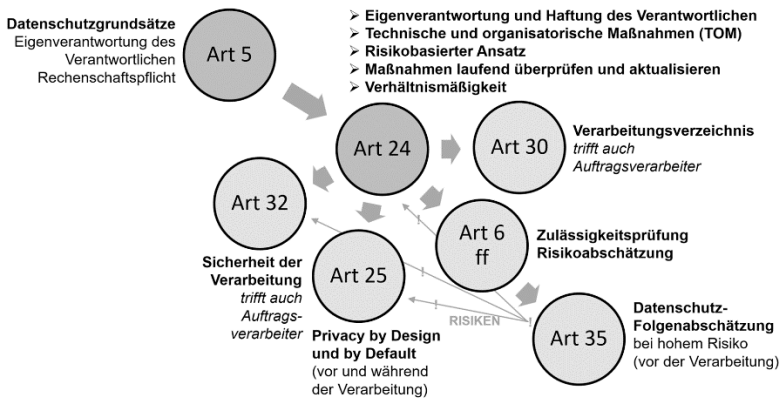 Datenschutzgrundsätze
Eigenverantwortung des
Verantwortlichen
Rechenschaftspflicht
Art 5
➢ Eigenverantwortung und Haftung des Verantwortlichen
➢ Technische und organisatorische Maßnahmen (TOM)
➢ Risikobasierter Ansatz
➢ Maßnahmen laufend überprüfen und aktualisieren
➢ Verhältnismäßigkeit
Art 24
Art 30
Verarbeitungsverzeichnis
trifft auch
Auftragsverarbeiter
Art 32
Sicherheit der
Verarbeitung
trifft auch
Auftrags-
verarbeiter
Art 25
Privacy by Design
und by Default
(vor und während
der Verarbeitung)
Art 6
ff
Zulässigkeitsprüfung
Risikoabschätzung
!
!
!
!
RISIKEN
Art 35
Datenschutz-
Folgenabschätzung
bei hohem Risiko
(vor der Verarbeitung)